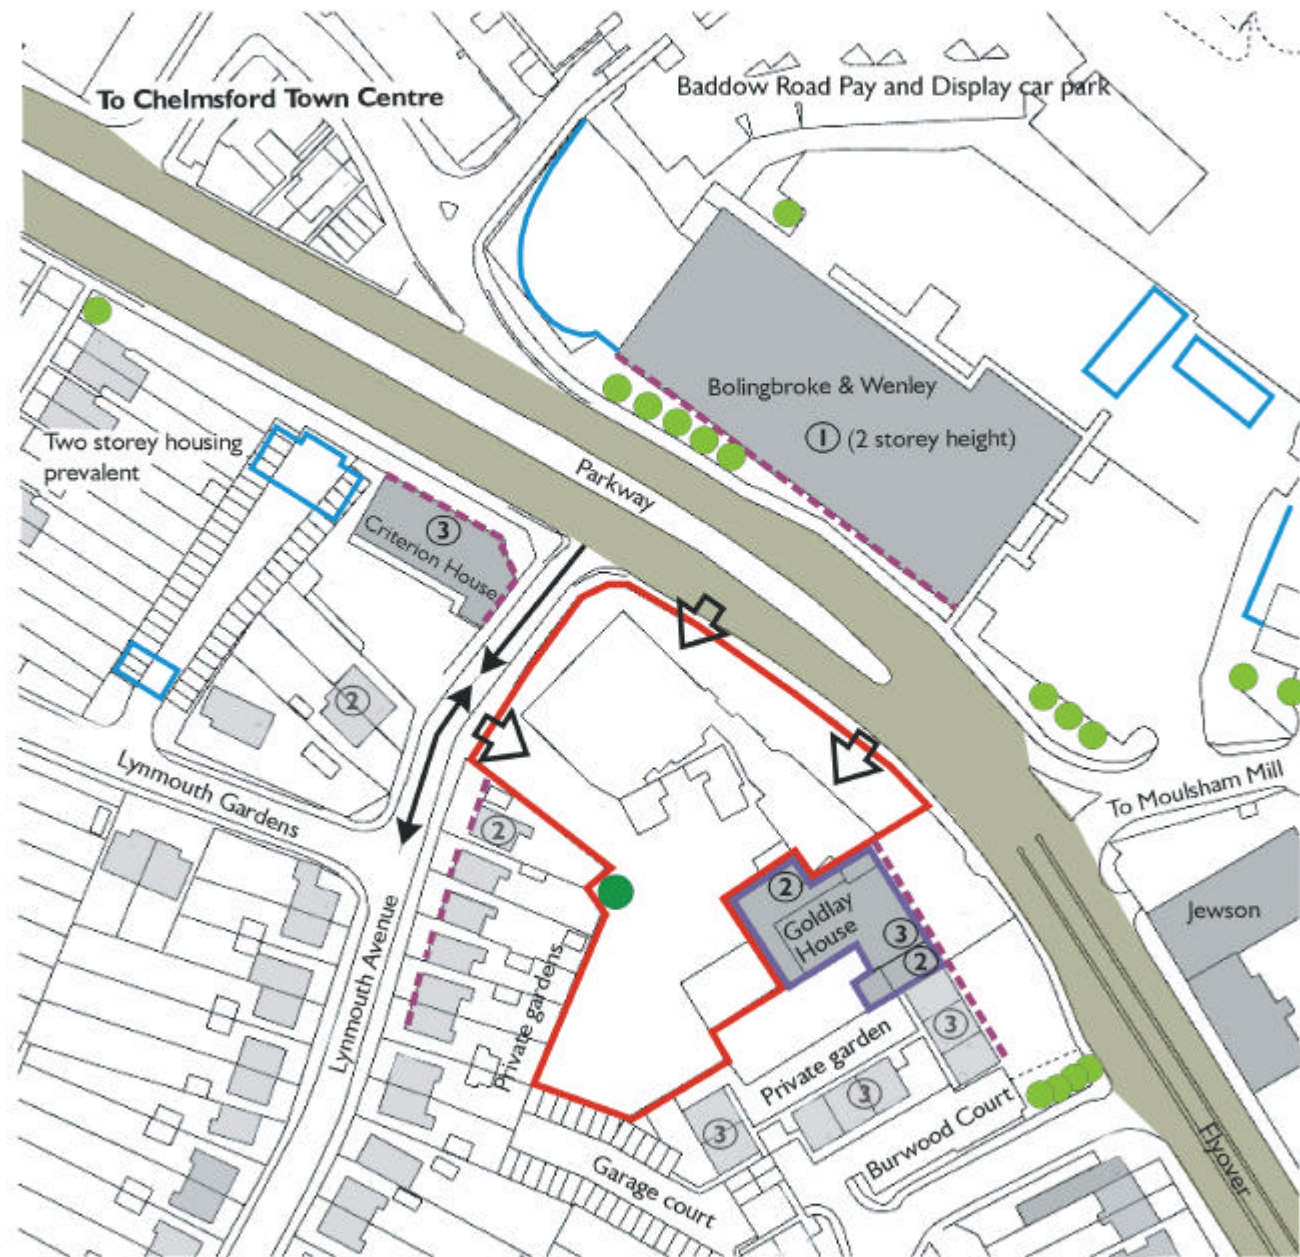 Baddow Road Pay and Display car park
To Chelmsford Town Centre
Bolingbroke & Wenley
① (2 storey height)
Two storey housing
prevalent
Parkway
③
Criterion House
②
Lynmouth Gardens
To Moulsham Mill
②
②
Goldlay
House
③
②
Jewson
Lynmouth Avenue
Private gardens
③
Private garden
③
③
Burwood Court
Garage court
Flyover